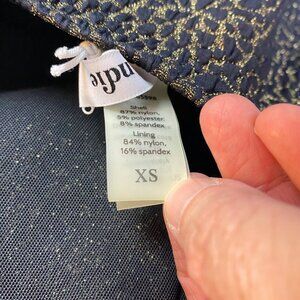 ndie
Shell
87% nylon,
5% polyester,
8% spandex
Lining
84% nylon,
16% spandex
XS